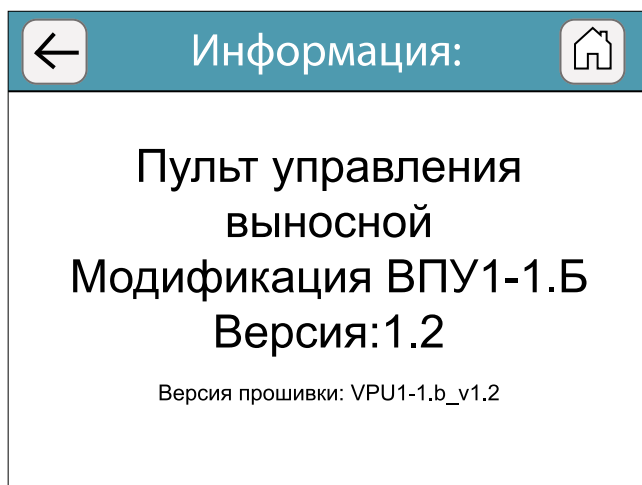 Информация:
Пульт управления
выносной
Модификация ВПУ1-1.Б
Версия:1.2
Версия прошивки: VPU1-1.b_v1.2